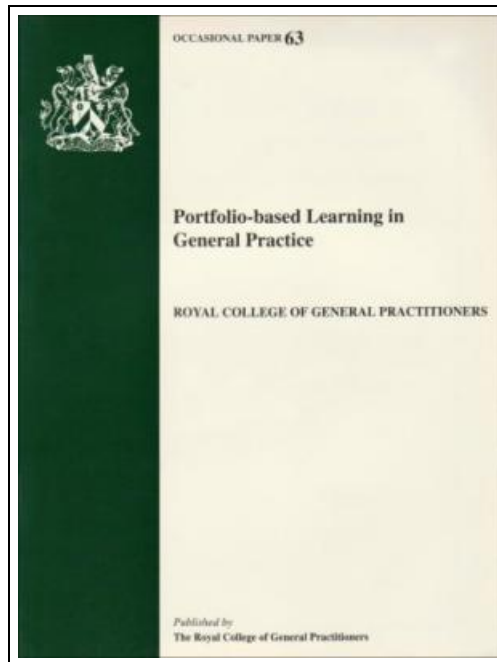 OCCASIONAL PAPER 63
Portfolio-based Learning in
General Practice
ROYAL COLLEGE OF GENERAL PRACTITIONERS
Published by
The Royal College of General Practitioners